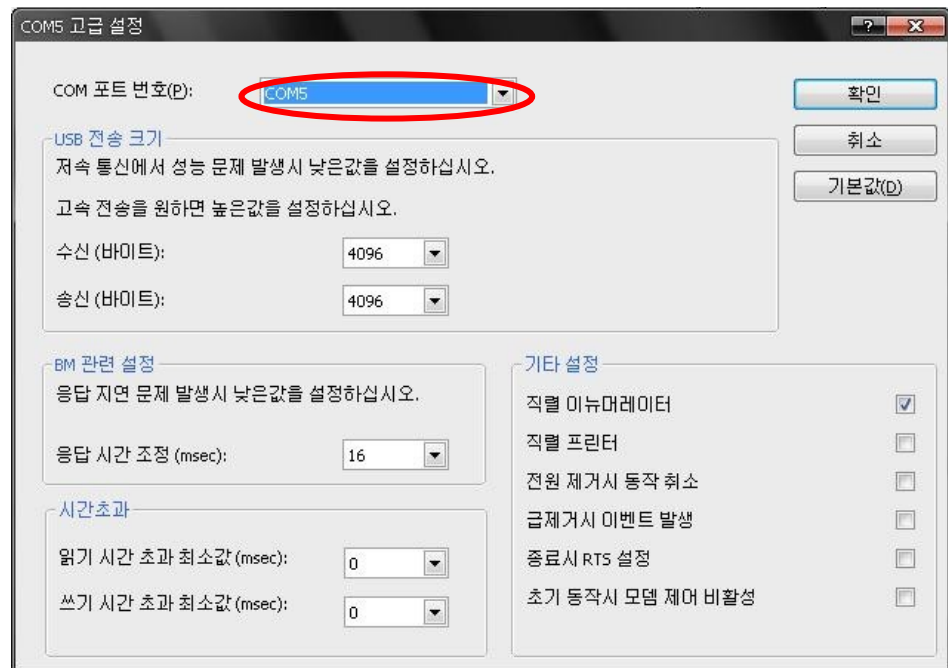 COM5 고급 설정
COM 포트 번호(P):
COM5
확인
취소
기본값(D)
USB 전송 크기
저속 통신에서 성능 문제 발생시 낮은값을 설정하십시오.
고속 전송을 원하면 높은값을 설정하십시오.
수신 (바이트):
4096
송신 (바이트):
4096
BM 관련 설정
응답 지연 문제 발생시 낮은값을 설정하십시오.
응답 시간 조정 (msec):
16
시간초과
읽기 시간 초과 최소값 (msec):
0
쓰기 시간 초과 최소값 (msec):
0
기타 설정
직렬 이뉴머레이터
직렬 프린터
전원 제거시 동작 취소
급제거시 이벤트 발생
종료시 RTS 설정
초기 동작시 모뎀 제어 비활성